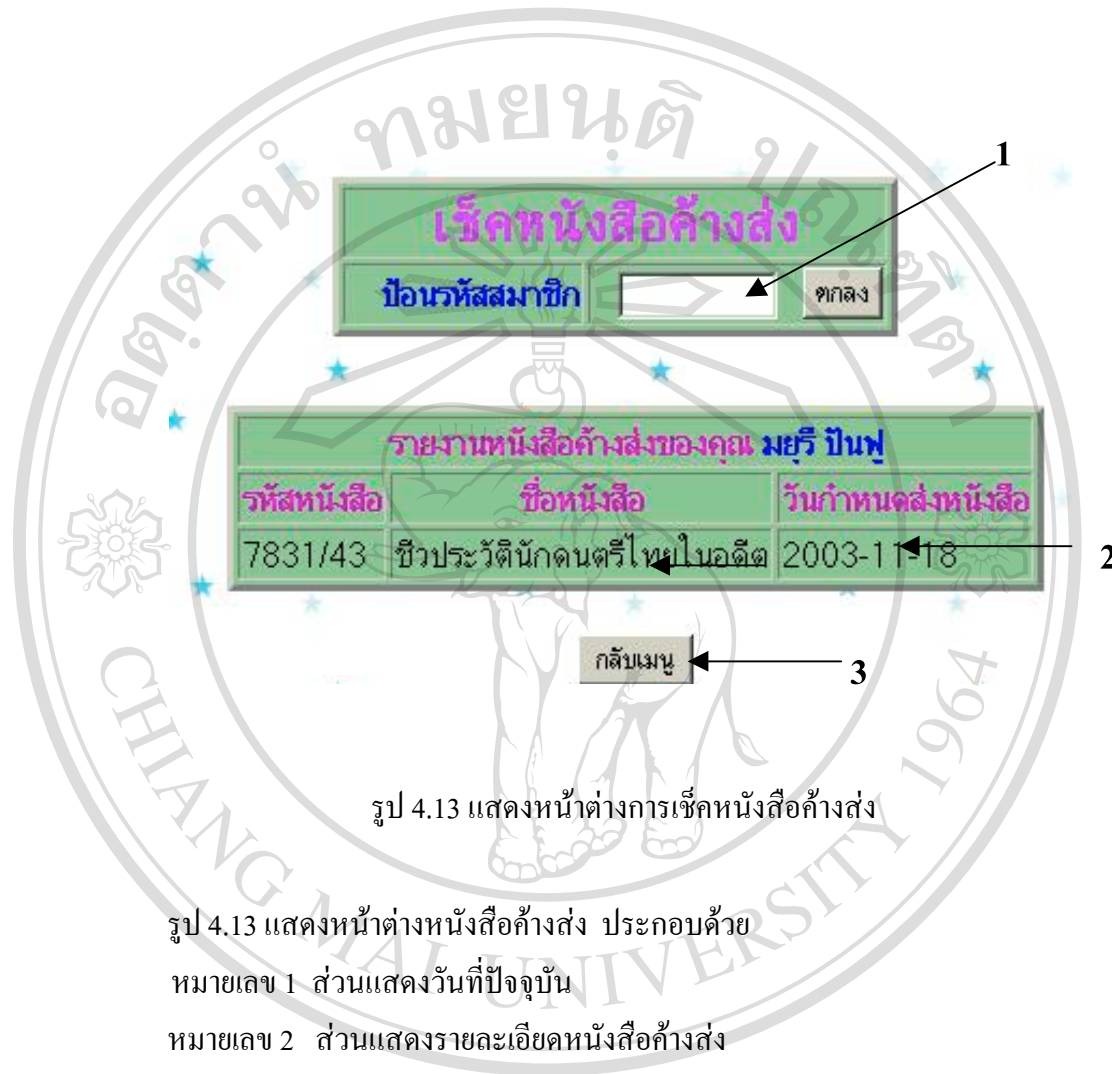 1
เช็คหนังสือค้างส่ง
ป้อนรหัสสมาชิก ตกลง
รายงานหนังสือค้างส่งของคุณ มยุรี ปันฟู
รหัสหนังสือ ชื่อหนังสือ วันกำหนดส่งหนังสือ
7831/43 ชีวประวัตินักดนตรีไทยในอดีต 2003-11-18
2
กลับเมนู
3
รูป 4.13 แสดงหน้าต่างการเช็คหนังสือค้างส่ง
รูป 4.13 แสดงหน้าต่างหนังสือค้างส่ง ประกอบด้วย
หมายเลข 1 ส่วนแสดงวันที่ปัจจุบัน
หมายเลข 2 ส่วนแสดงรายละเอียดหนังสือค้างส่ง
CHIANG MAI UNIVERSITY 1964